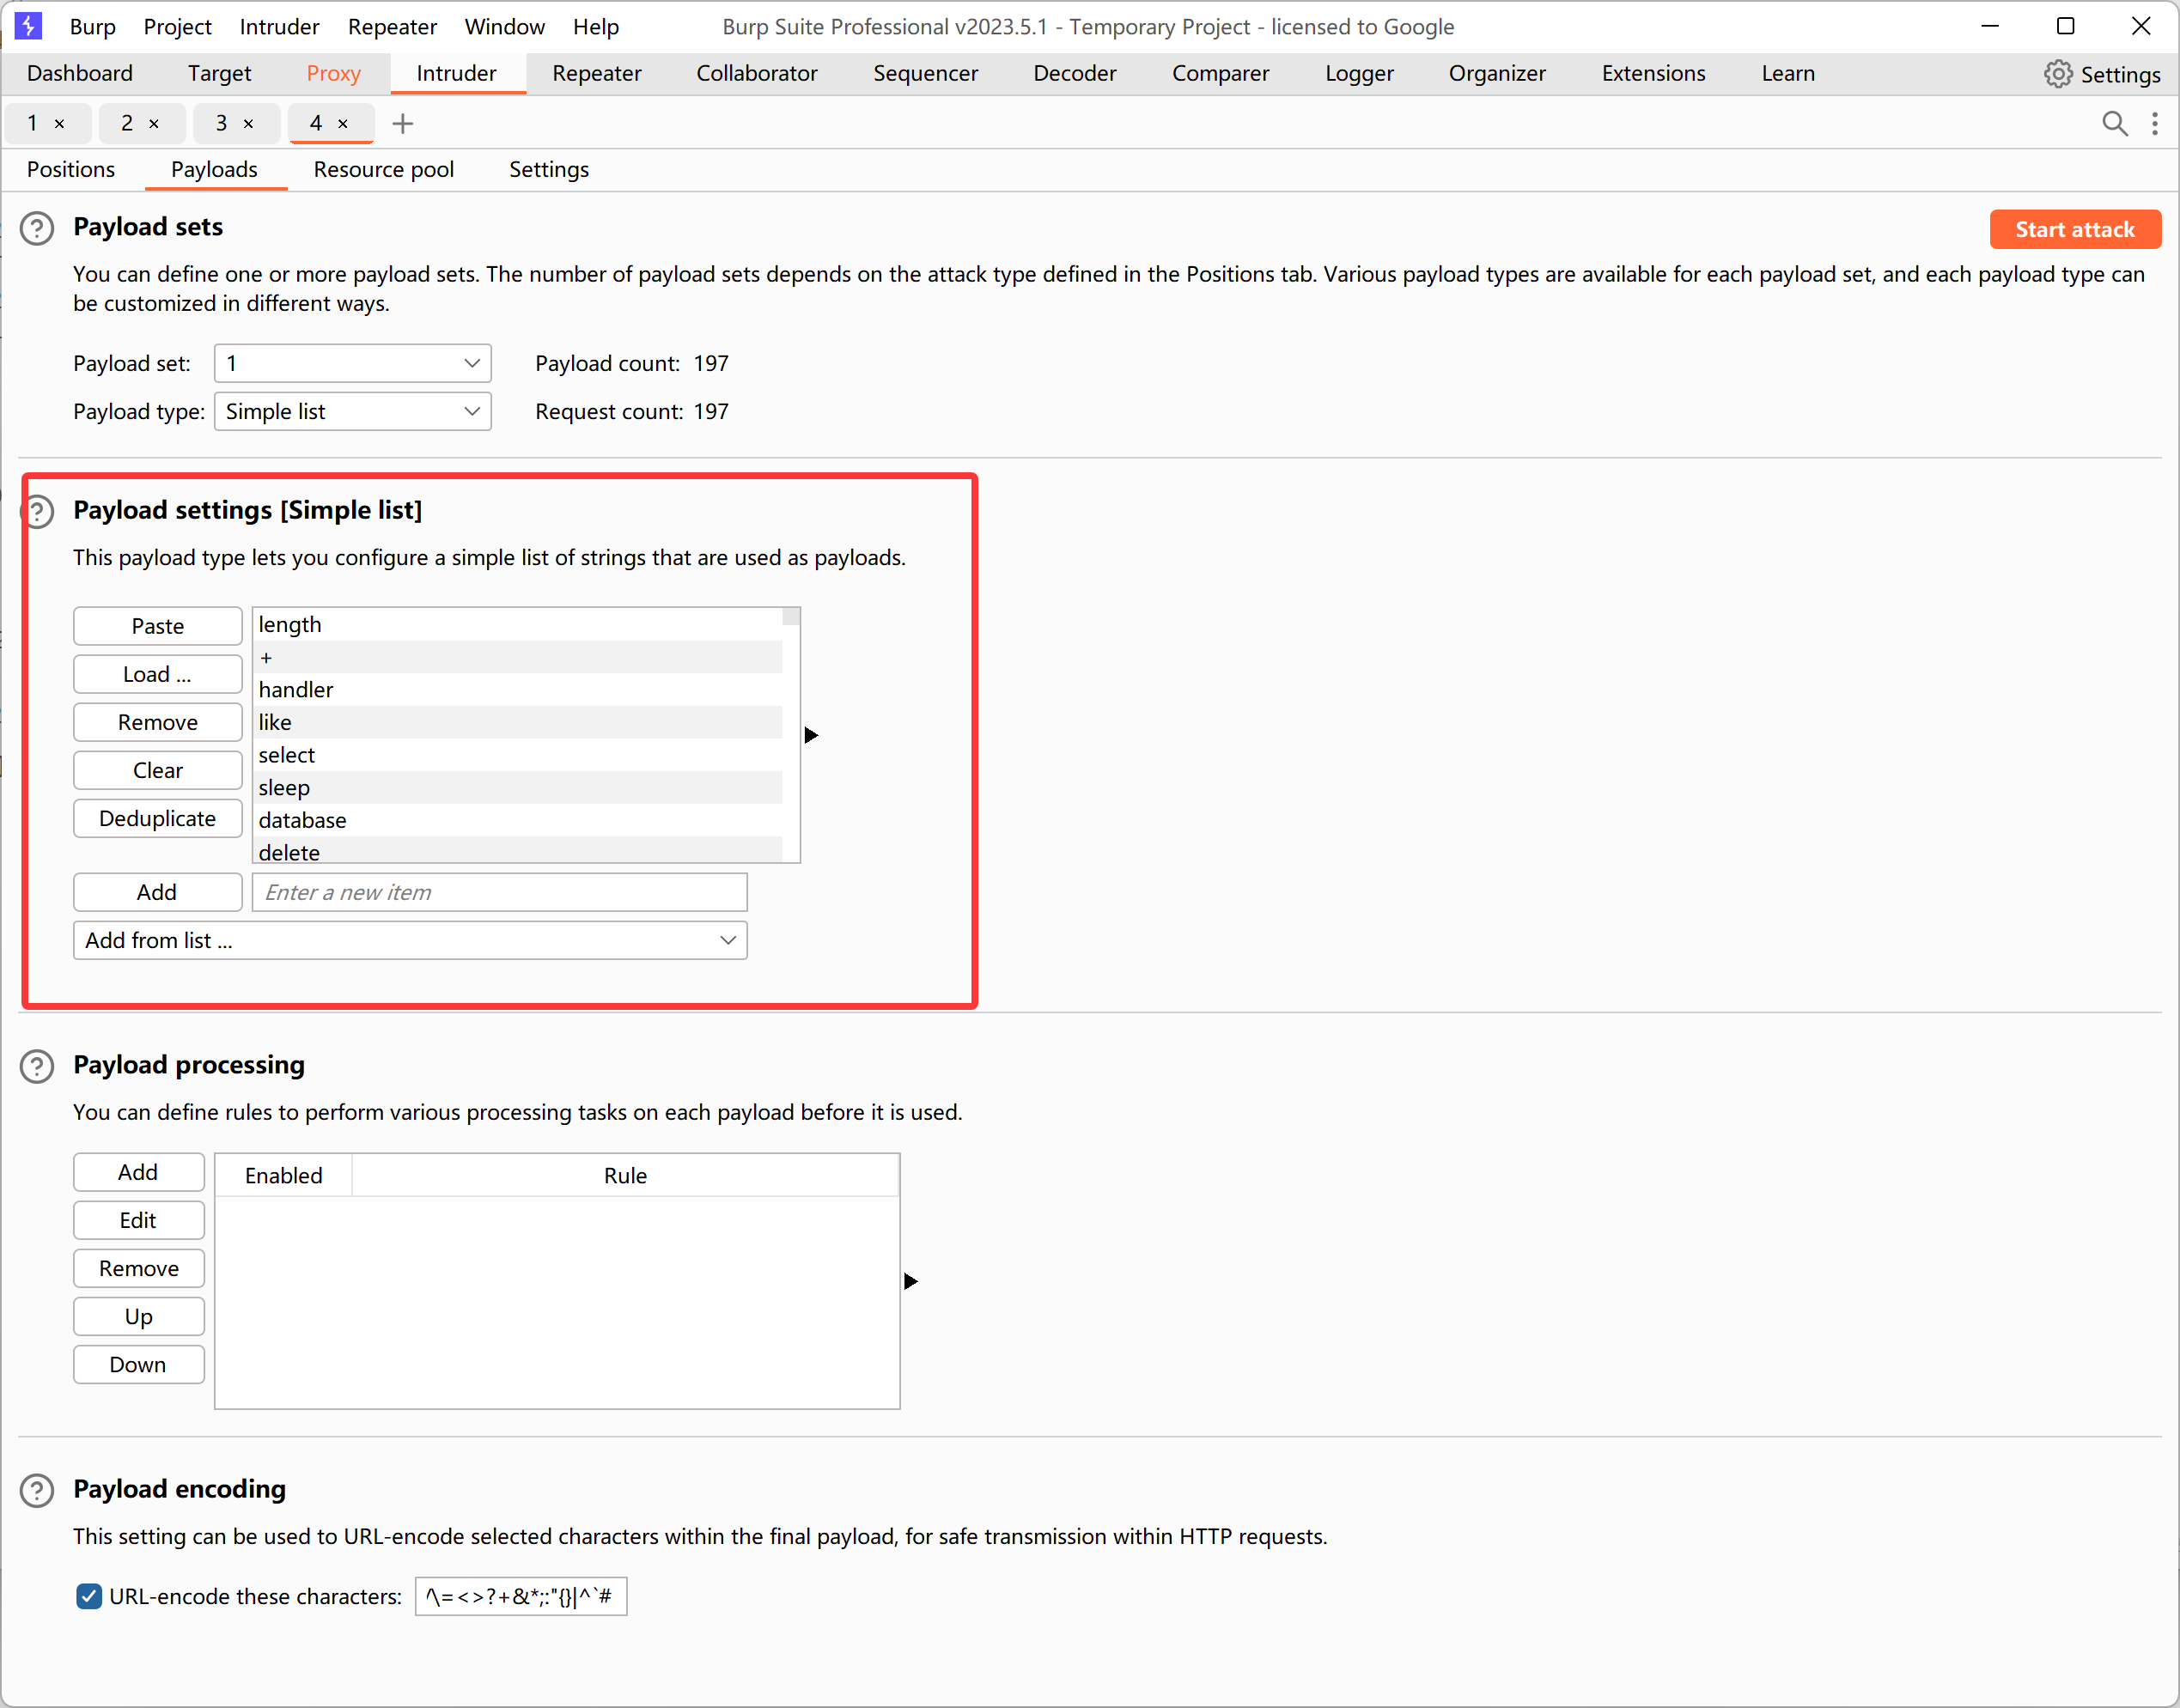 Burp Project Intruder Repeater Window Help Burp Suite Professional v2023.5.1 - Temporary Project - licensed to Google
Dashboard Target Proxy Intruder Repeater Collaborator Sequencer Decoder Comparer Logger Organizer Extensions Learn Settings
1 × 2 × 3 × 4 × +
Positions Payloads Resource pool Settings
? Payload sets Start attack
You can define one or more payload sets. The number of payload sets depends on the attack type defined in the Positions tab. Various payload types are available for each payload set, and each payload type can
be customized in different ways.
Payload set: 1 Payload count: 197
Payload type: Simple list Request count: 197
? Payload settings [Simple list]
This payload type lets you configure a simple list of strings that are used as payloads.
Paste length
+
Load ... handler
Remove like
select
Clear sleep
Deduplicate database
delete
Add Enter a new item
Add from list ...
? Payload processing
You can define rules to perform various processing tasks on each payload before it is used.
Add Enabled Rule
Edit
Remove
Up
Down
? Payload encoding
This setting can be used to URL-encode selected characters within the final payload, for safe transmission within HTTP requests.
URL-encode these characters: \=<>?+&*;:"{}|^`#